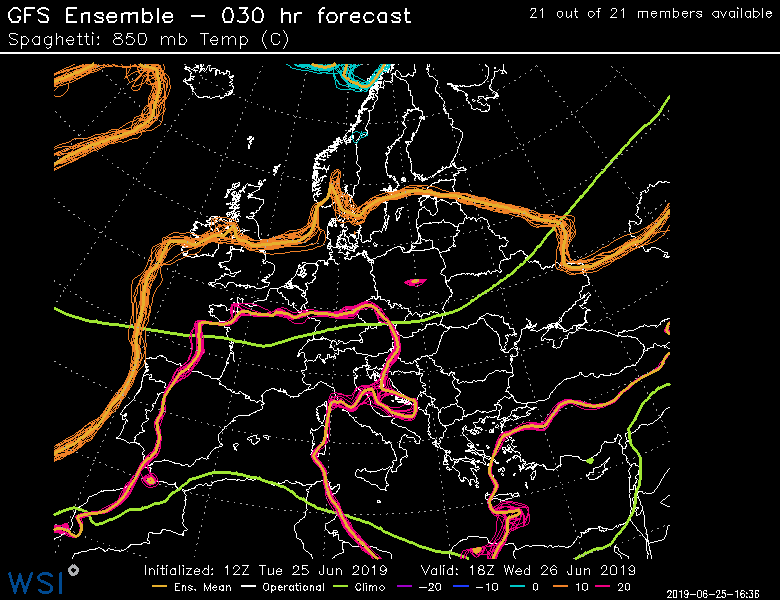 GFS Ensemble – 030 hr forecast
21 out of 21 members available
Spaghetti: 850 mb Temp (C)
Initialized: 12Z Tue 25 Jun 2019 Valid: 18Z Wed 26 Jun 2019
Ens. Mean Operational Climo -20 -10 0 10 20
WSI
2019-06-25-16:36